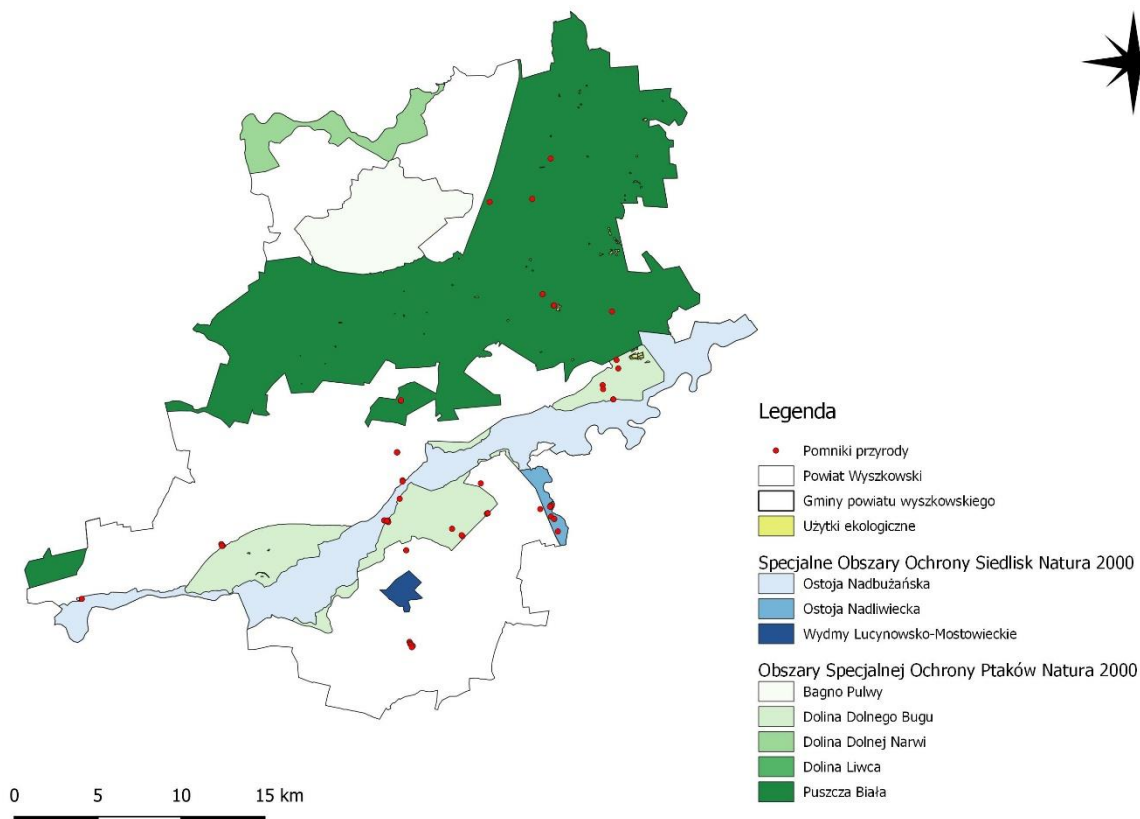 Legenda
Pomniki przyrody
Powiat Wyszkowski
Gminy powiatu wyszkowskiego
Użytki ekologiczne
Specjalne Obszary Ochrony Siedlisk Natura 2000
Ostoja Nadbużańska
Ostoja Nadliwiecka
Wydmy Lucynowsko-Mostowieckie
Obszary Specjalnej Ochrony Ptaków Natura 2000
Bagno Pulwy
Dolina Dolnego Bugu
Dolina Dolnej Narwi
Dolina Liwca
Puszcza Biała
0 5 10 15 km